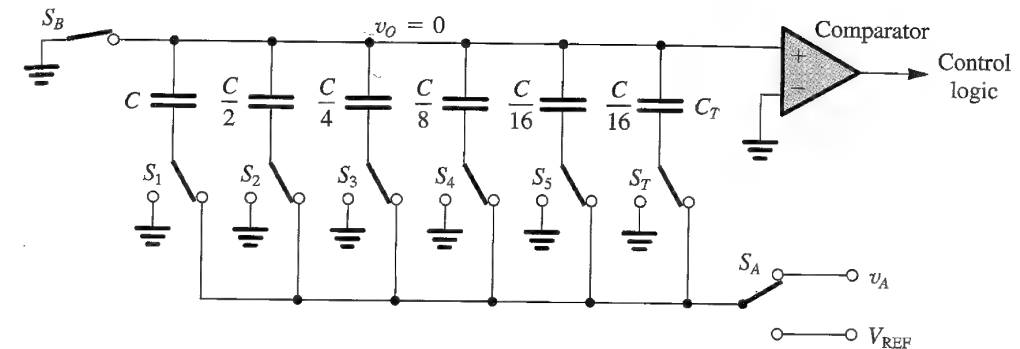 S_B
v_O = 0
Comparator
+
−
Control
logic
C
C/2
C/4
C/8
C/16
C/16
C_T
S_1
S_2
S_3
S_4
S_5
S_T
S_A
v_A
V_REF